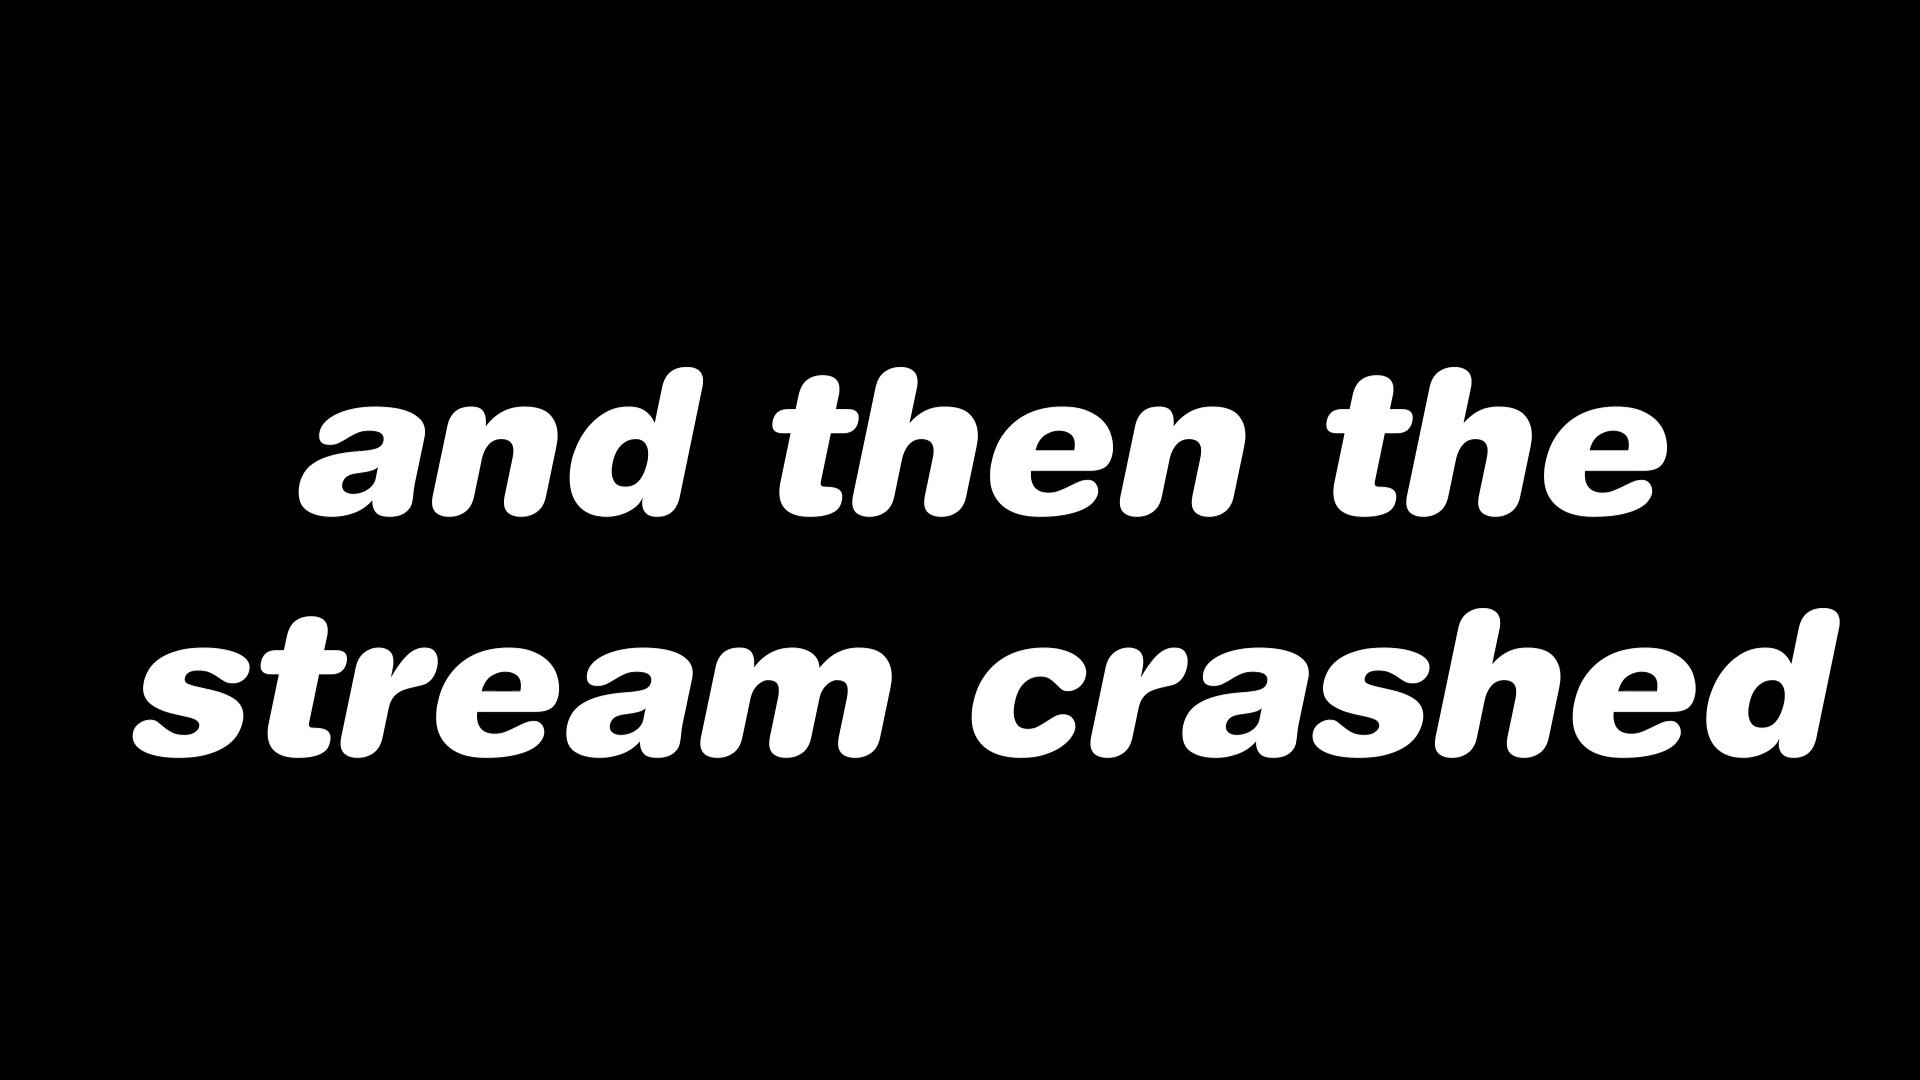 and then the
stream crashed